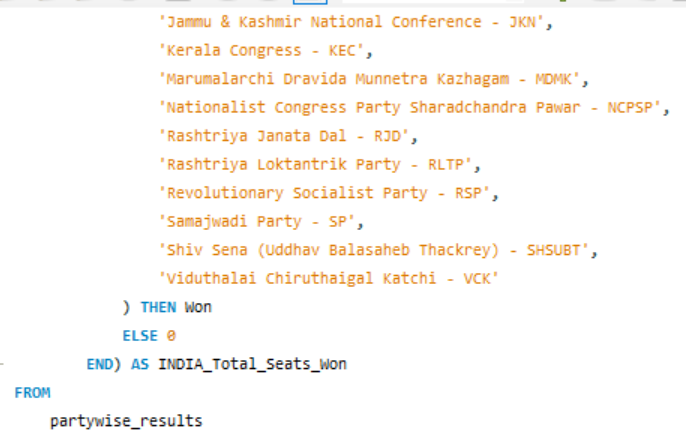 'Jammu & Kashmir National Conference - JKN',
'Kerala Congress - KEC',
'Marumalarchi Dravida Munnetra Kazhagam - MDMK',
'Nationalist Congress Party Sharadchandra Pawar - NCPSP',
'Rashtriya Janata Dal - RJD',
'Rashtriya Loktantrik Party - RLTP',
'Revolutionary Socialist Party - RSP',
'Samajwadi Party - SP',
'Shiv Sena (Uddhav Balasaheb Thackrey) - SHSUBT',
'Viduthalai Chiruthaigal Katchi - VCK'
) THEN Won
ELSE 0
END) AS INDIA_Total_Seats_Won
FROM
partywise_results